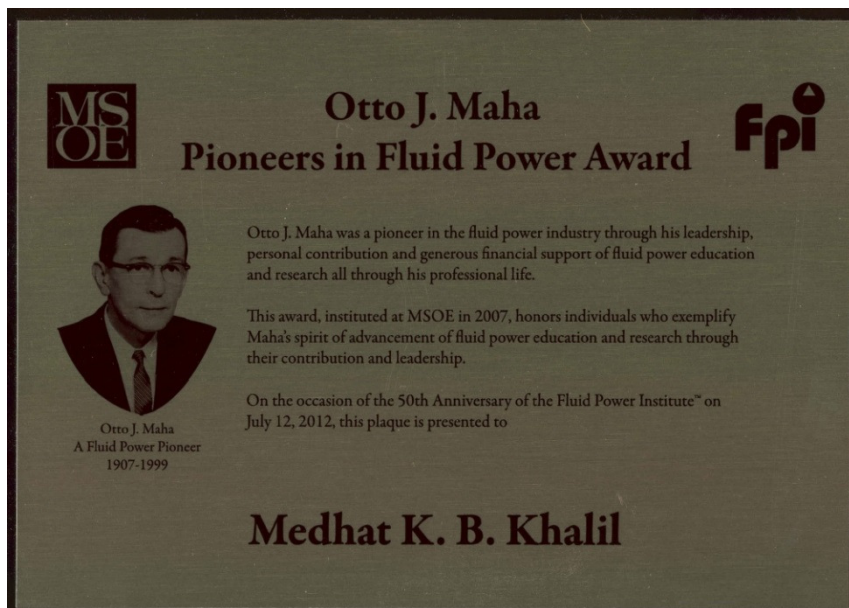 MS
OE
Otto J. Maha
Pioneers in Fluid Power Award
fpi
Otto J. Maha was a pioneer in the fluid power industry through his leadership,
personal contribution and generous financial support of fluid power education
and research all through his professional life.
This award, instituted at MSOE in 2007, honors individuals who exemplify
Maha's spirit of advancement of fluid power education and research through
their contribution and leadership.
On the occasion of the 50th Anniversary of the Fluid Power Institute™ on
July 12, 2012, this plaque is presented to
Otto J. Maha
A Fluid Power Pioneer
1907-1999
Medhat K. B. Khalil